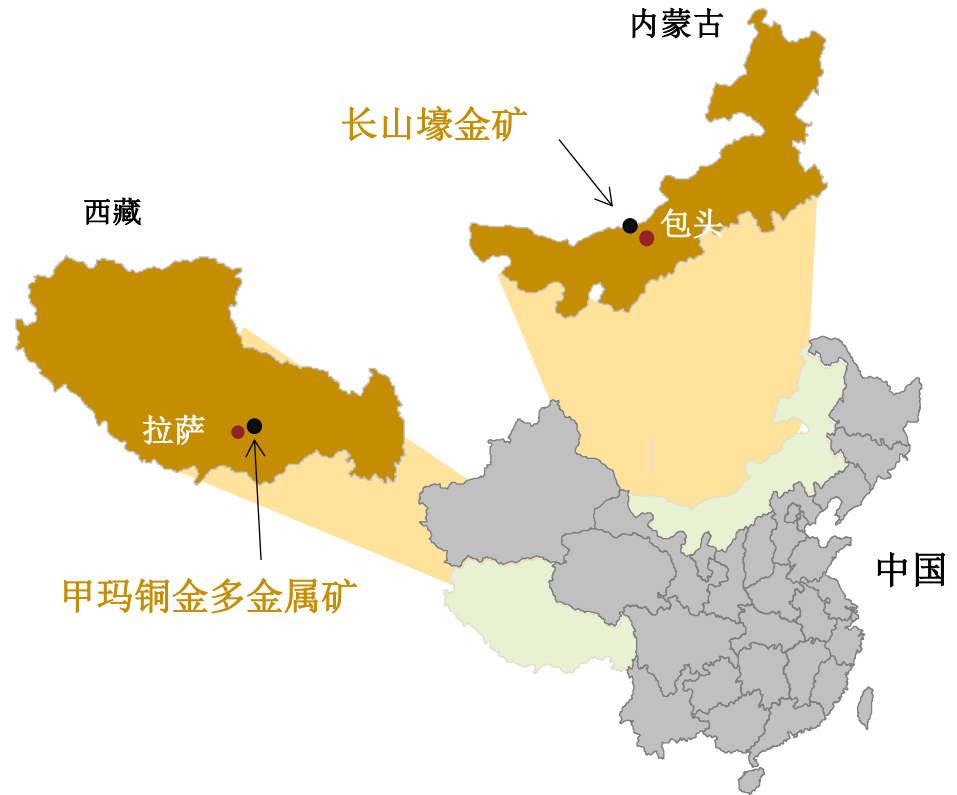 内蒙古
长山壕金矿
西藏
包头
拉萨
中国
甲玛铜金多金属矿